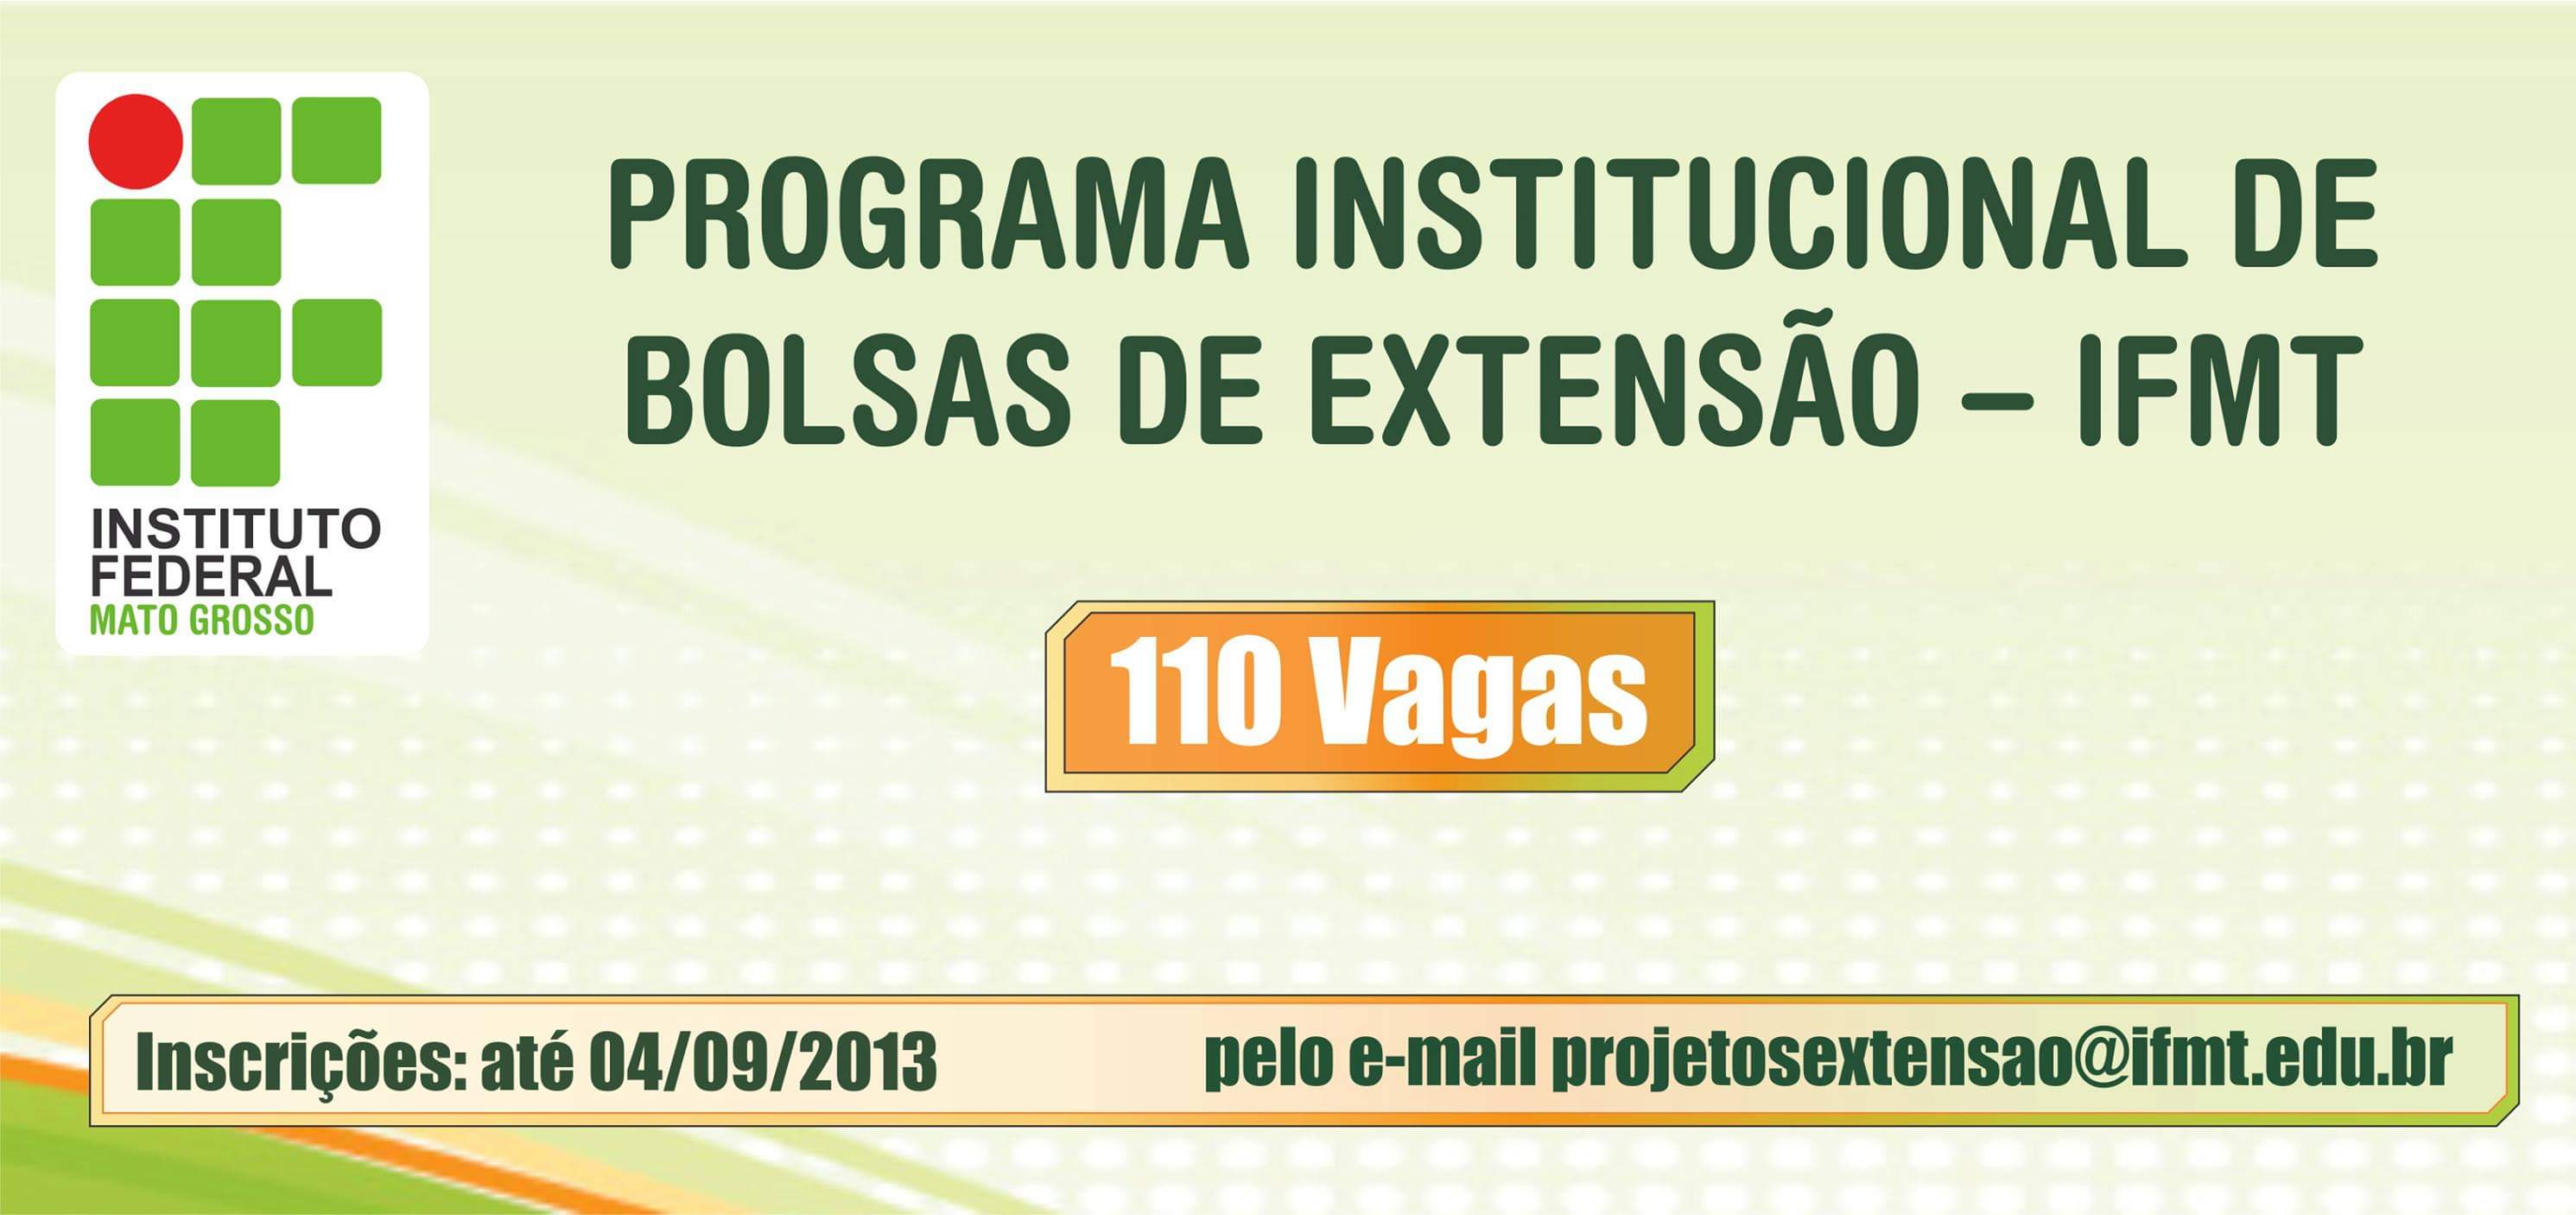 INSTITUTO
FEDERAL
MATO GROSSO
PROGRAMA INSTITUCIONAL DE
BOLSAS DE EXTENSÃO – IFMT
110 Vagas
Inscrições: até 04/09/2013
pelo e-mail projetosextensao@ifmt.edu.br